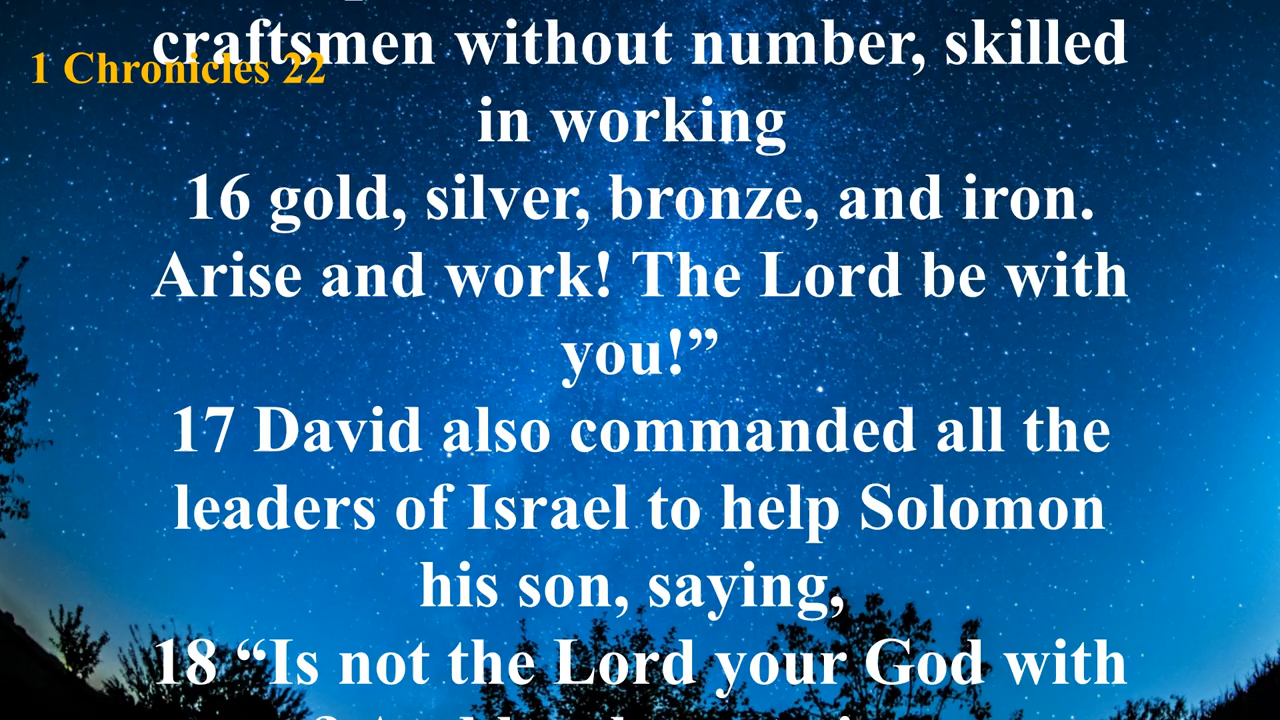 craftsmen without number, skilled
1 Chronicles 22
in working
16 gold, silver, bronze, and iron.
Arise and work! The Lord be with
you!”
17 David also commanded all the
leaders of Israel to help Solomon
his son, saying,
18 “Is not the Lord your God with